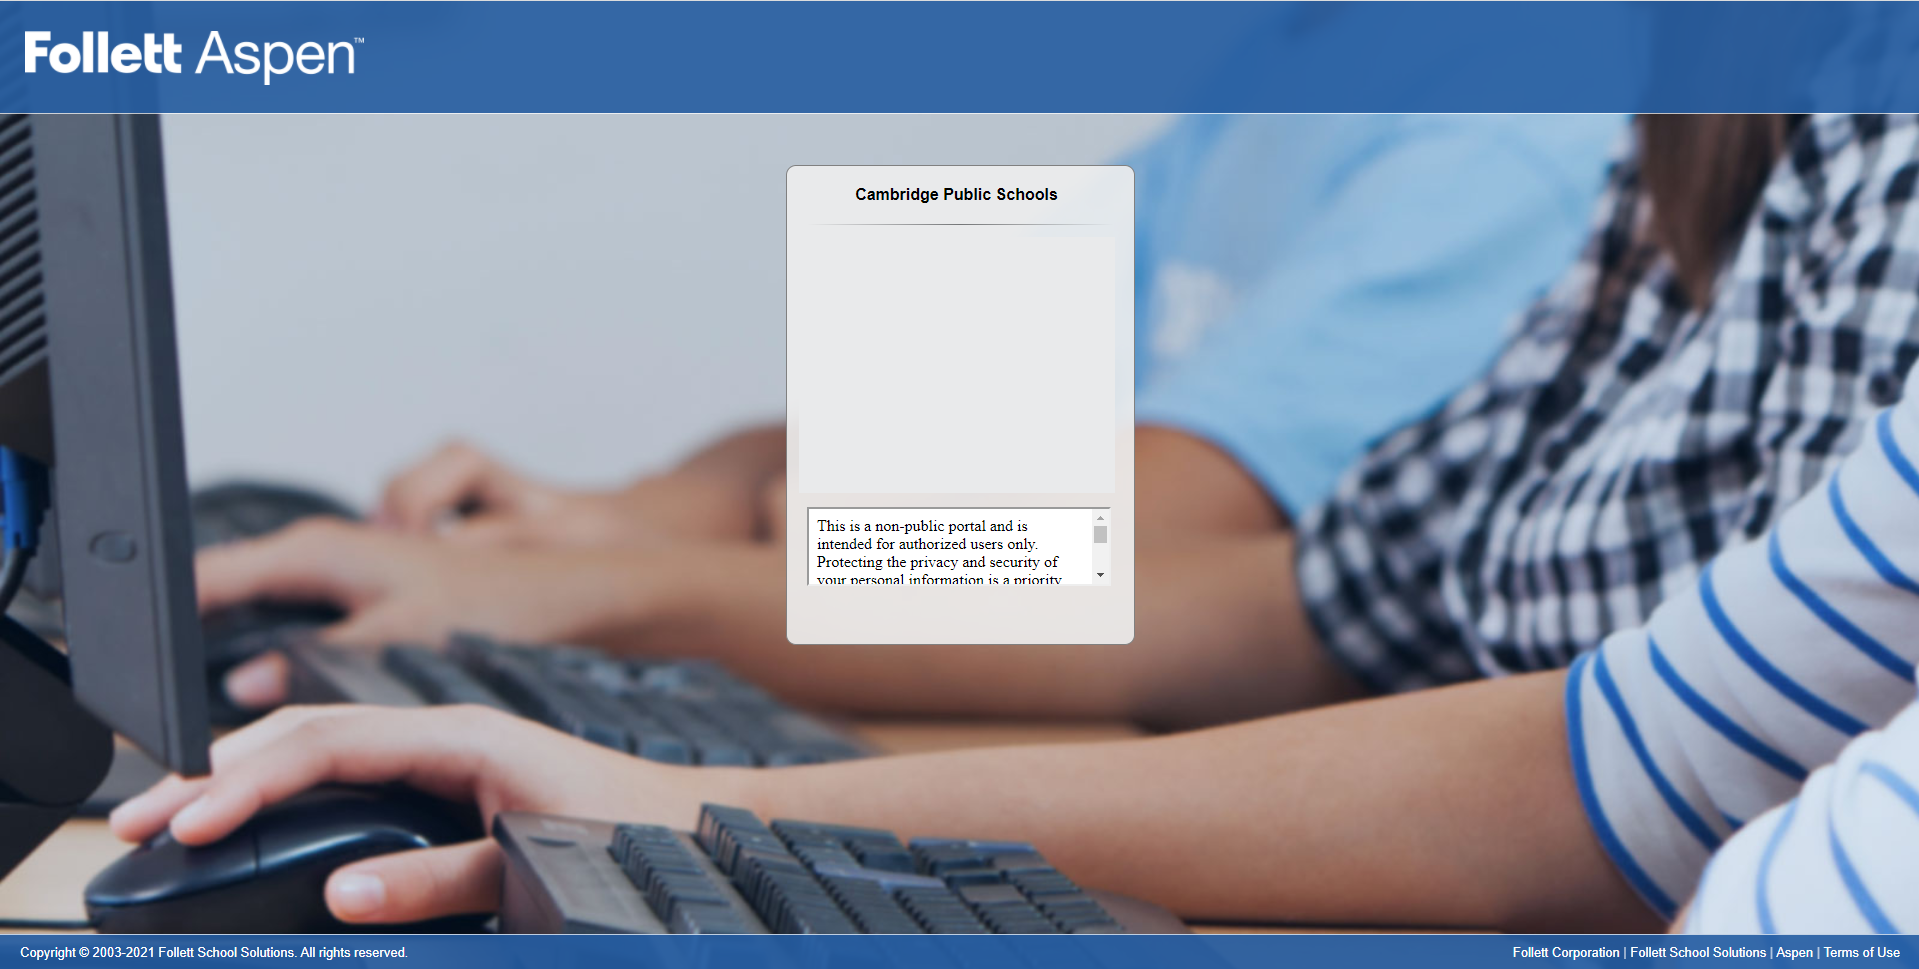 Follett Aspen™
Cambridge Public Schools
This is a non-public portal and is
intended for authorized users only.
Protecting the privacy and security of
your personal information is a priority
Copyright © 2003-2021 Follett School Solutions. All rights reserved.
Follett Corporation | Follett School Solutions | Aspen | Terms of Use